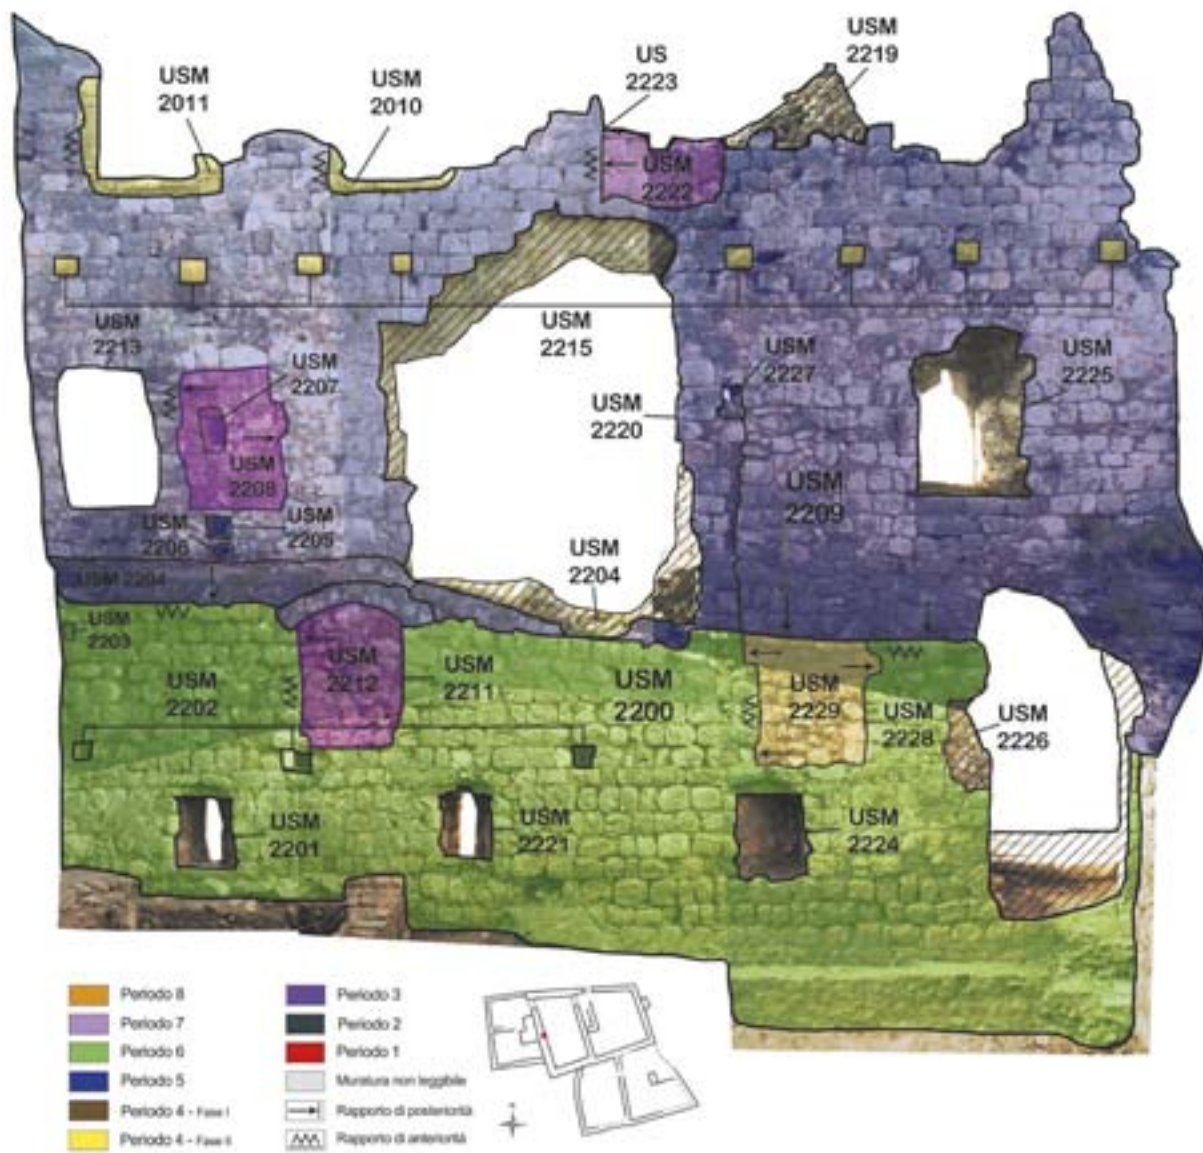 USM
2011
USM
2010
US
2223
USM
2219
USM
2222
USM
2213
USM
2207
USM
2215
USM
2227
USM
2225
USM
2220
USM
2208
USM
2209
USM
2206
USM
2205
USM 2204
USM
2204
USM
2203
USM
2202
USM
2212
USM
2211
USM
2200
USM
2229
USM
2228
USM
2226
USM
2201
USM
2221
USM
2224
Periodo 8
Periodo 7
Periodo 6
Periodo 5
Periodo 4 - Fase I
Periodo 4 - Fase II
Periodo 3
Periodo 2
Periodo 1
Muratura non leggibile
Rapporto di posteriorità
Rapporto di anteriorità